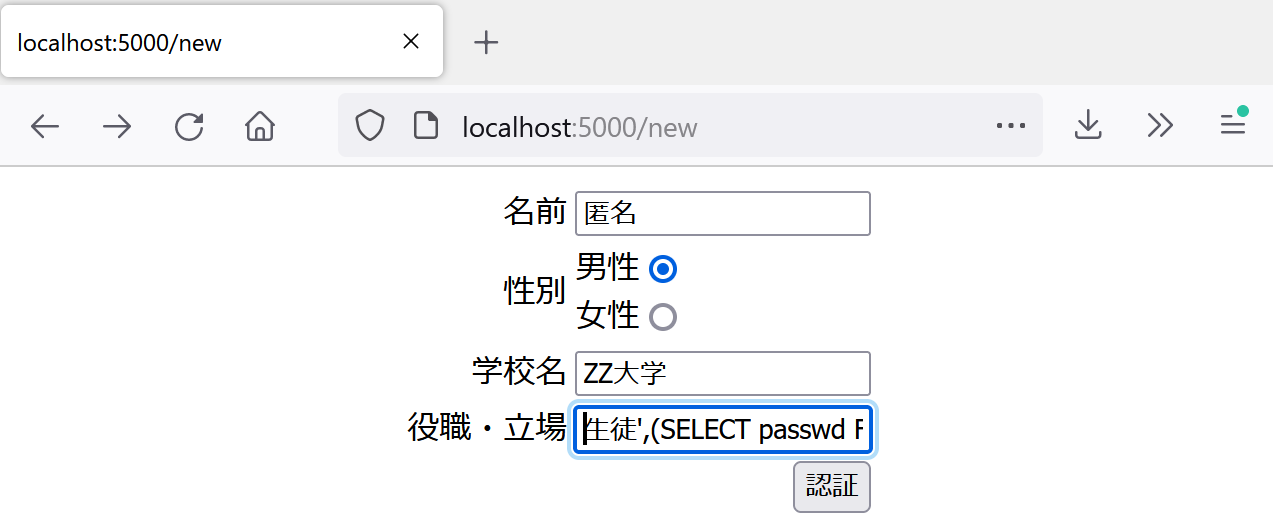 localhost:5000/new
localhost:5000/new
名前 匿名
性別 男性
女性
学校名 ZZ大学
役職・立場 生徒',(SELECT passwd F
認証